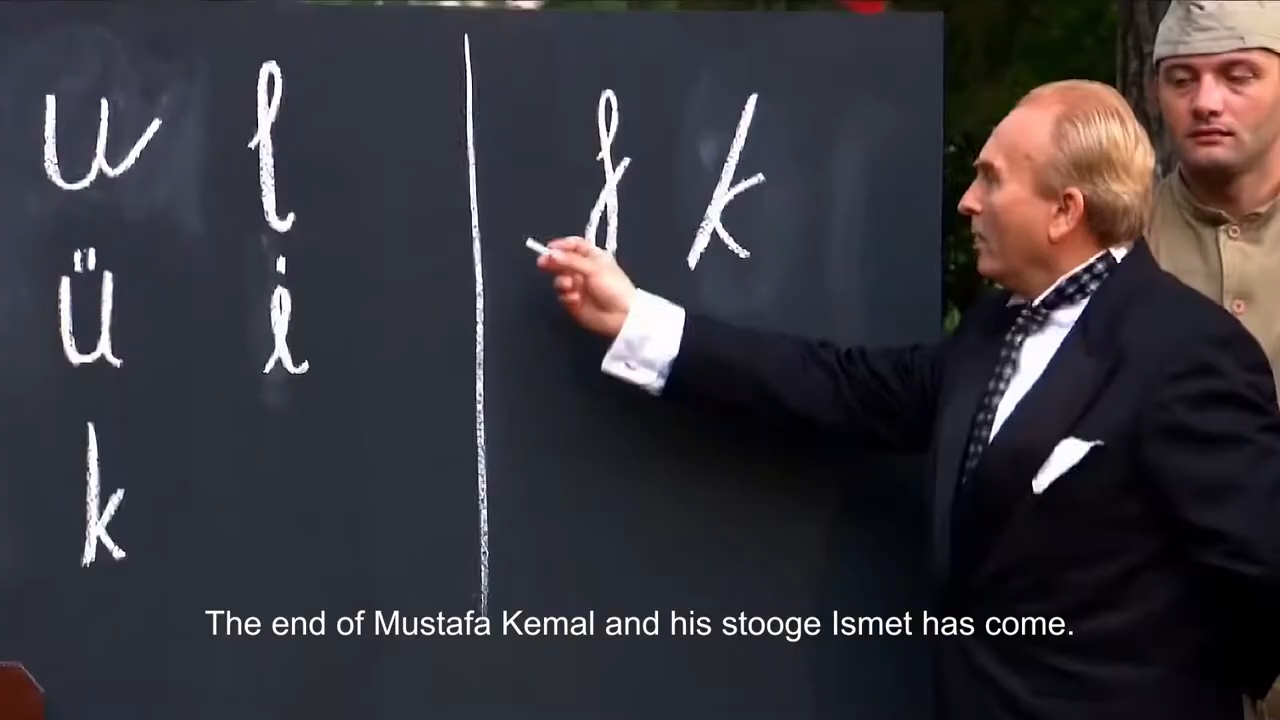 u l f k
ü i
k
The end of Mustafa Kemal and his stooge Ismet has come.